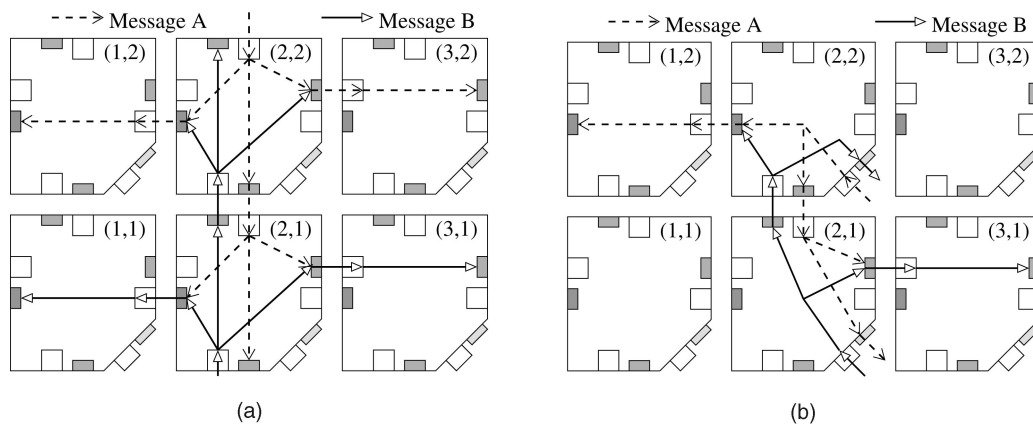 Message A Message B
(1,2) (2,2) (3,2)
(1,1) (2,1) (3,1)
(a)
Message A Message B
(1,2) (2,2) (3,2)
(1,1) (2,1) (3,1)
(b)